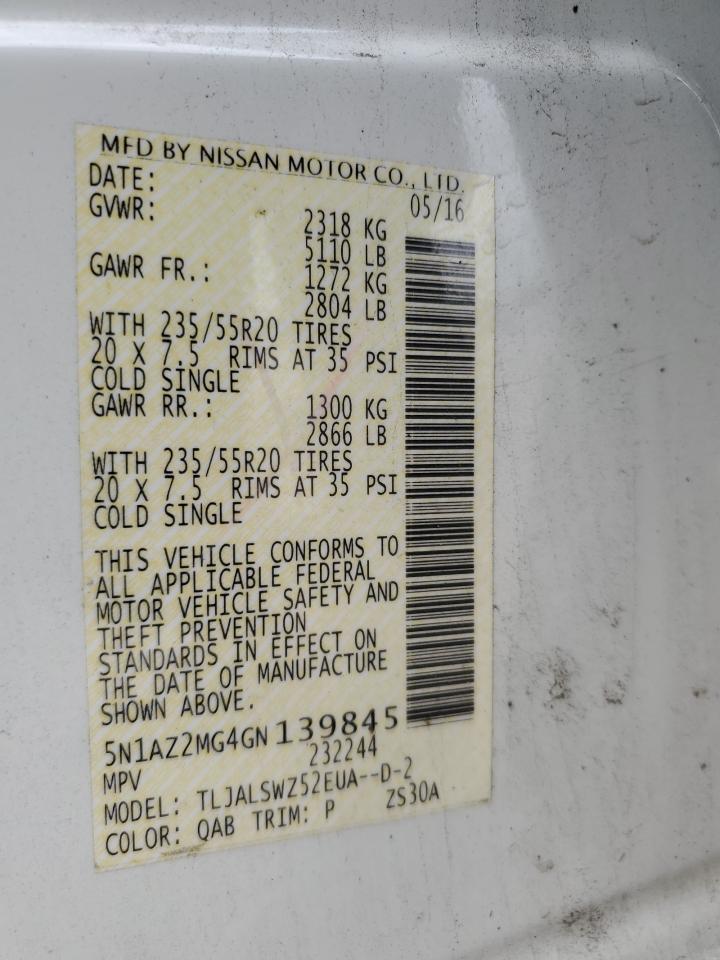 MFD BY NISSAN MOTOR CO., LTD.
DATE: 05/16
GVWR: 2318 KG
5110 LB
GAWR FR.: 1272 KG
2804 LB
WITH 235/55R20 TIRES
20 X 7.5 RIMS AT 35 PSI
COLD SINGLE
GAWR RR.: 1300 KG
2866 LB
WITH 235/55R20 TIRES
20 X 7.5 RIMS AT 35 PSI
COLD SINGLE
THIS VEHICLE CONFORMS TO
ALL APPLICABLE FEDERAL
MOTOR VEHICLE SAFETY AND
THEFT PREVENTION
STANDARDS IN EFFECT ON
THE DATE OF MANUFACTURE
SHOWN ABOVE.
5N1AZ2MG4GN139845
MPV 232244
MODEL: TLJALSWZ52EUA--D-2
COLOR: QAB TRIM: P ZS30A